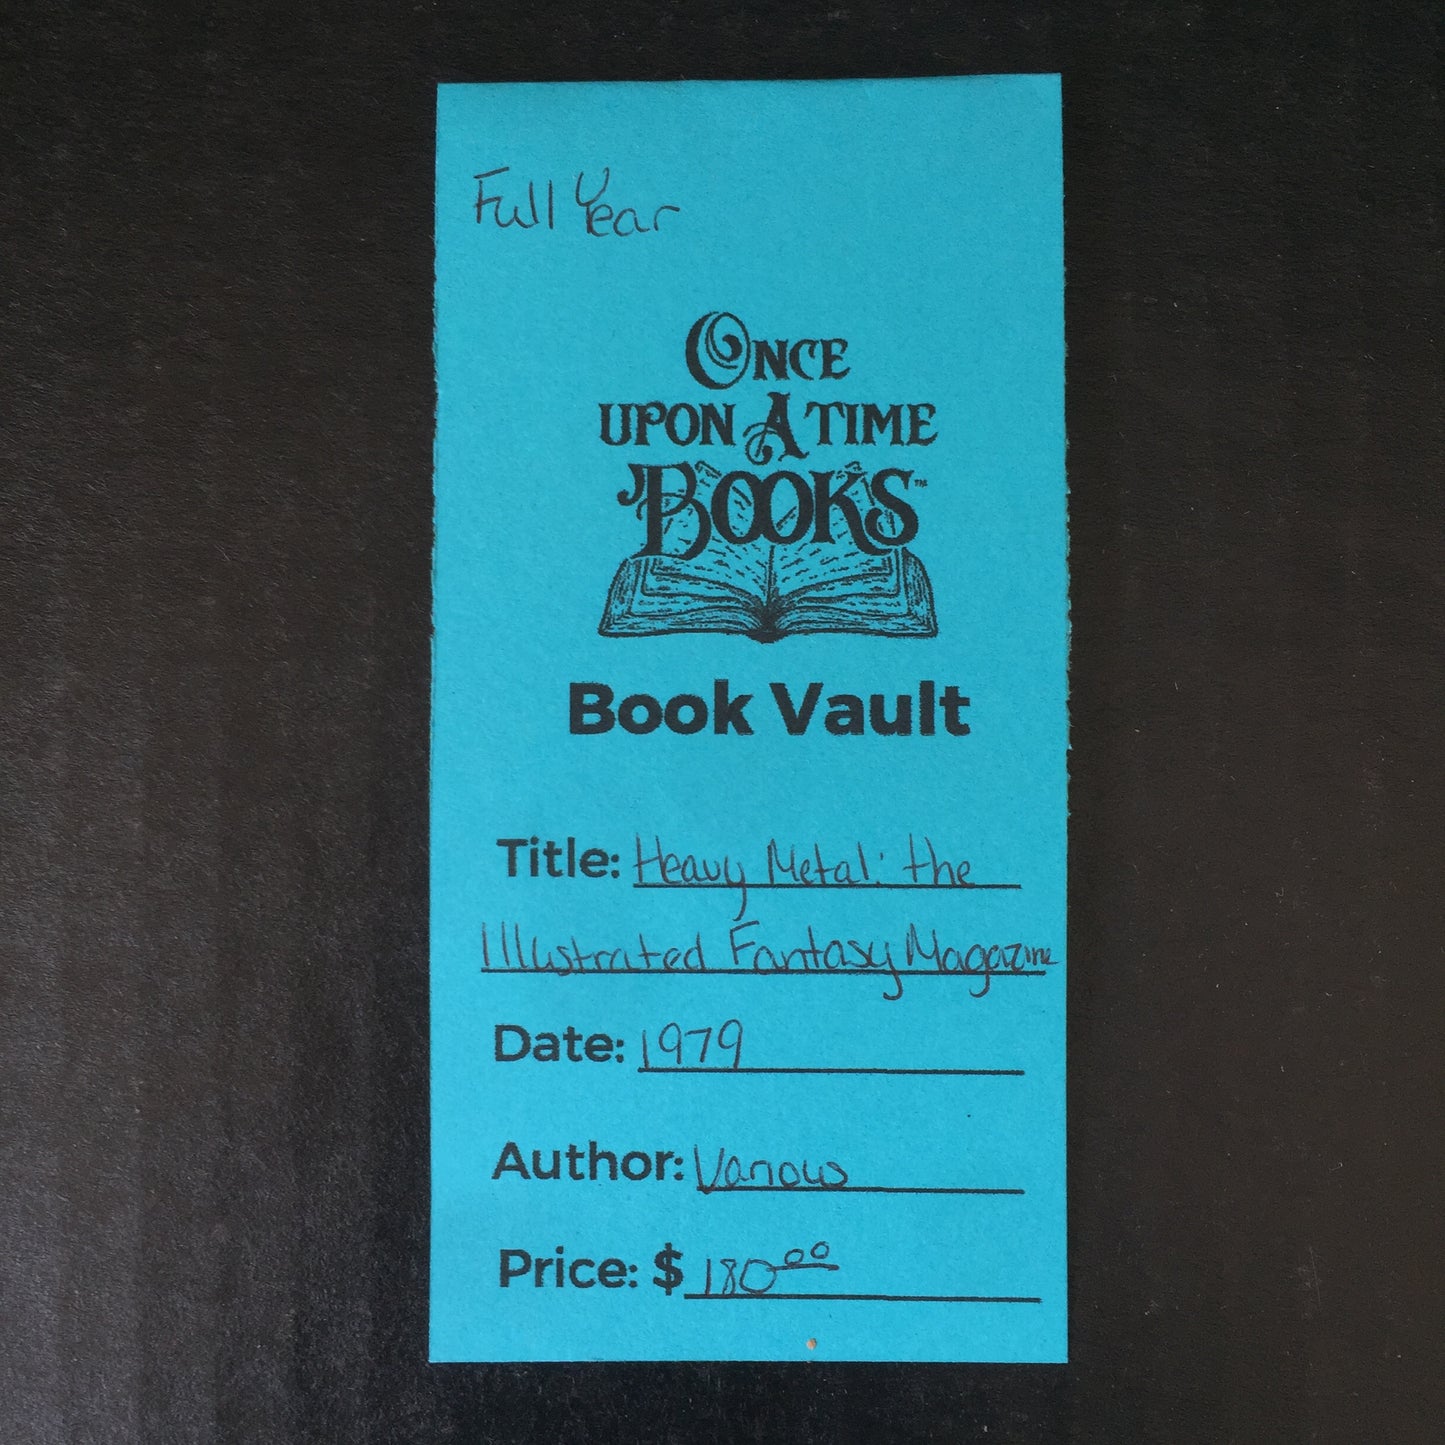 Full Year
ONCE
UPON A TIME
BOOKS™
Book Vault
Title: Heavy Metal: the
Illustrated Fantasy Magazine
Date: 1979
Author: Various
Price: $ 180.00